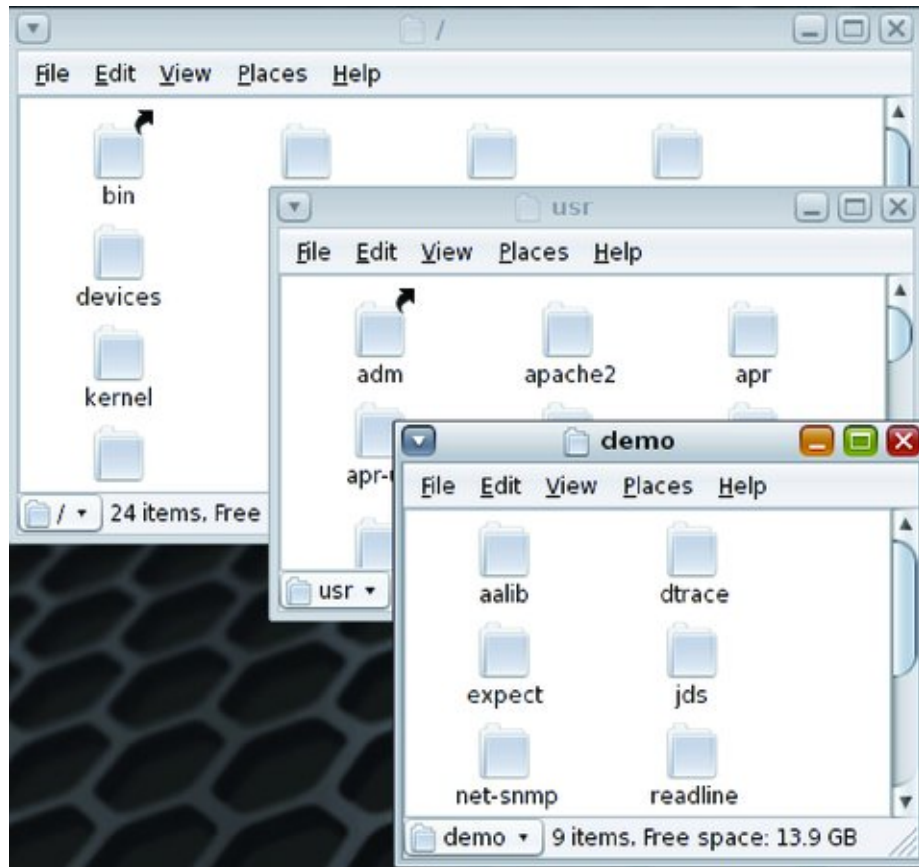 /
File Edit View Places Help
bin
devices
kernel
/ 24 items, Free
usr
File Edit View Places Help
adm apache2 apr
usr
demo
File Edit View Places Help
aalib dtrace
expect jds
net-snmp readline
demo 9 items, Free space: 13.9 GB